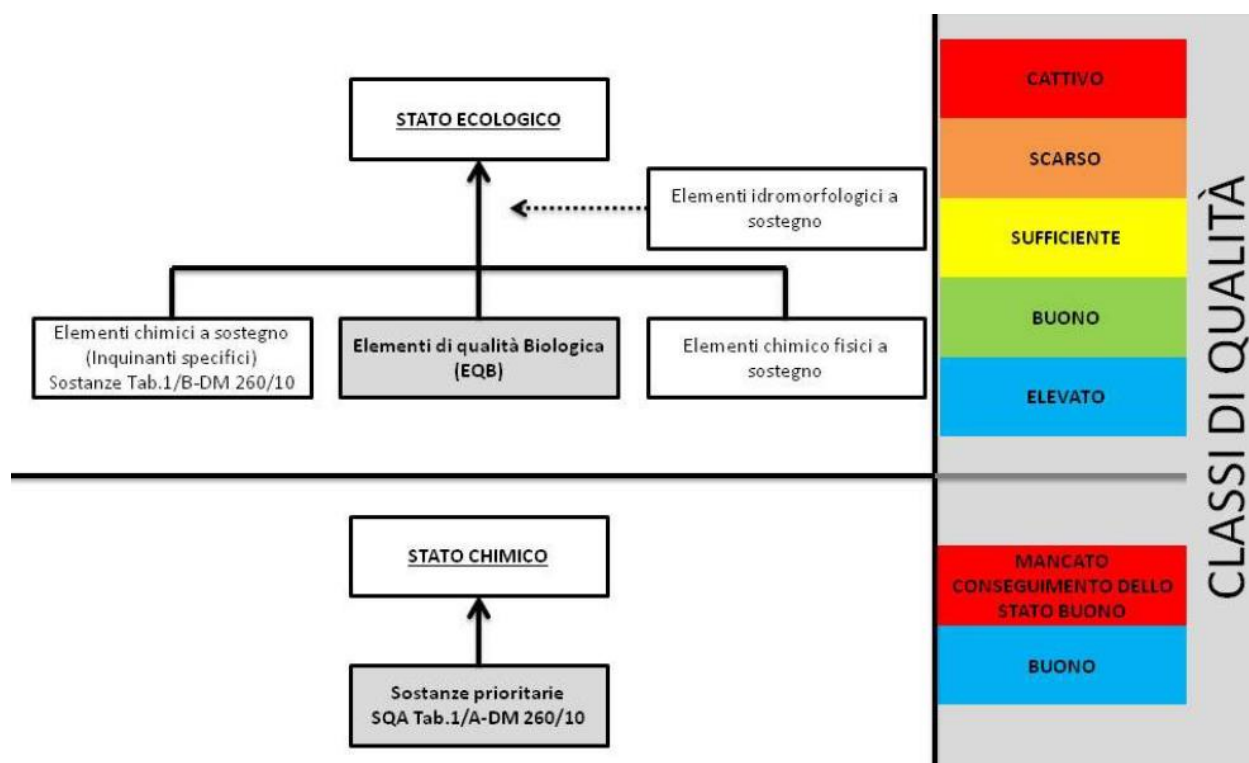 STATO ECOLOGICO
Elementi idromorfologici a
sostegno
Elementi chimici a sostegno
(Inquinanti specifici)
Sostanze Tab.1/B-DM 260/10
Elementi di qualità Biologica
(EQB)
Elementi chimico fisici a
sostegno
CATTIVO
SCARSO
SUFFICIENTE
BUONO
ELEVATO
STATO CHIMICO
Sostanze prioritarie
SQA Tab.1/A-DM 260/10
MANCATO
CONSEGUIMENTO DELLO
STATO BUONO
BUONO
CLASSI DI QUALITÀ